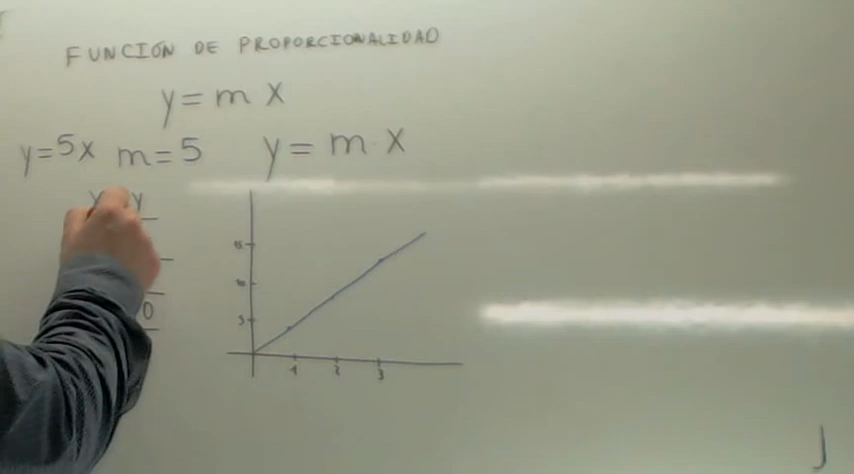 FUNCIÓN DE PROPORCIONALIDAD
y = m X
y=5x m=5 y = m · X
y
0
15
10
5
1 2 3